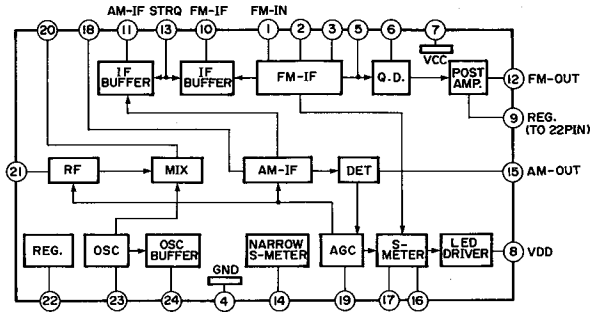 AM-IF STRQ FM-IF FM-IN
20 18 11 13 10 1 2 3 5 6 7
VCC
IF BUFFER
IF BUFFER
FM-IF
Q.D.
POST AMP.
12 FM-OUT
9 REG. (TO 22PIN)
21
RF
MIX
AM-IF
DET
15 AM-OUT
REG.
OSC
OSC BUFFER
NARROW S-METER
AGC
S-METER
LED DRIVER
8 VDD
GND
22 23 24 4 14 19 17 16